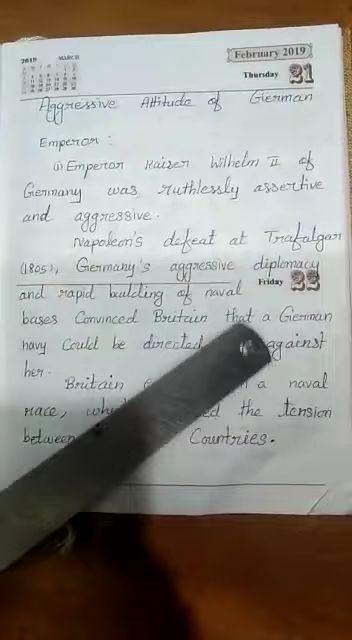 2019 MARCH
February 2019
Thursday 21
Aggressive Attitude of German
Emperor :
(i) Emperor Kaiser Wilhelm II of
Germany was ruthlessly assertive
and aggressive.
Napoleon's defeat at Trafalgar
(1805), Germany's aggressive diplomacy
Friday 22
and rapid building of naval
bases Convinced Britain that a German
navy Could be directed against
her.
Britain a naval
race, the tension
between Countries.